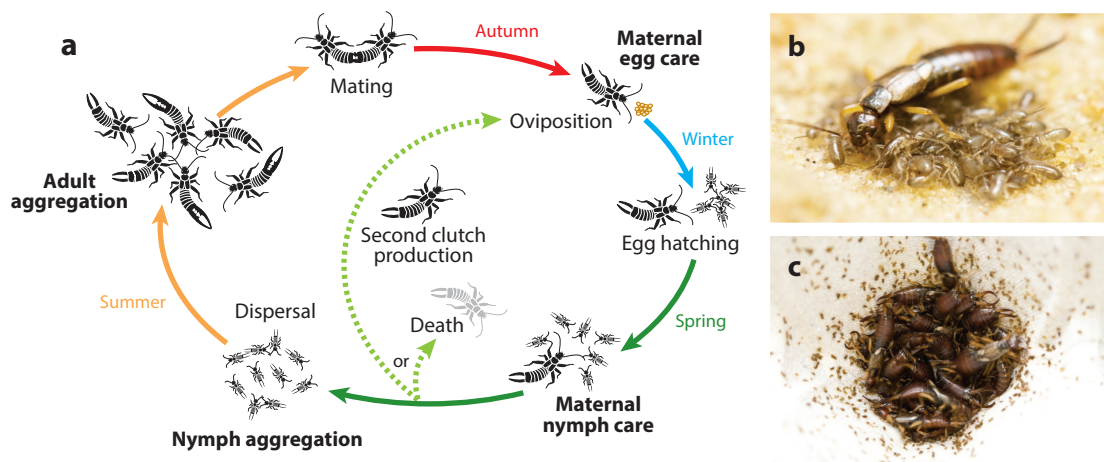 a
Autumn
Mating
Maternal
egg care
Oviposition
Winter
Egg hatching
Spring
Maternal
nymph care
Second clutch
production
Death
or
Dispersal
Nymph aggregation
Summer
Adult
aggregation
b
c